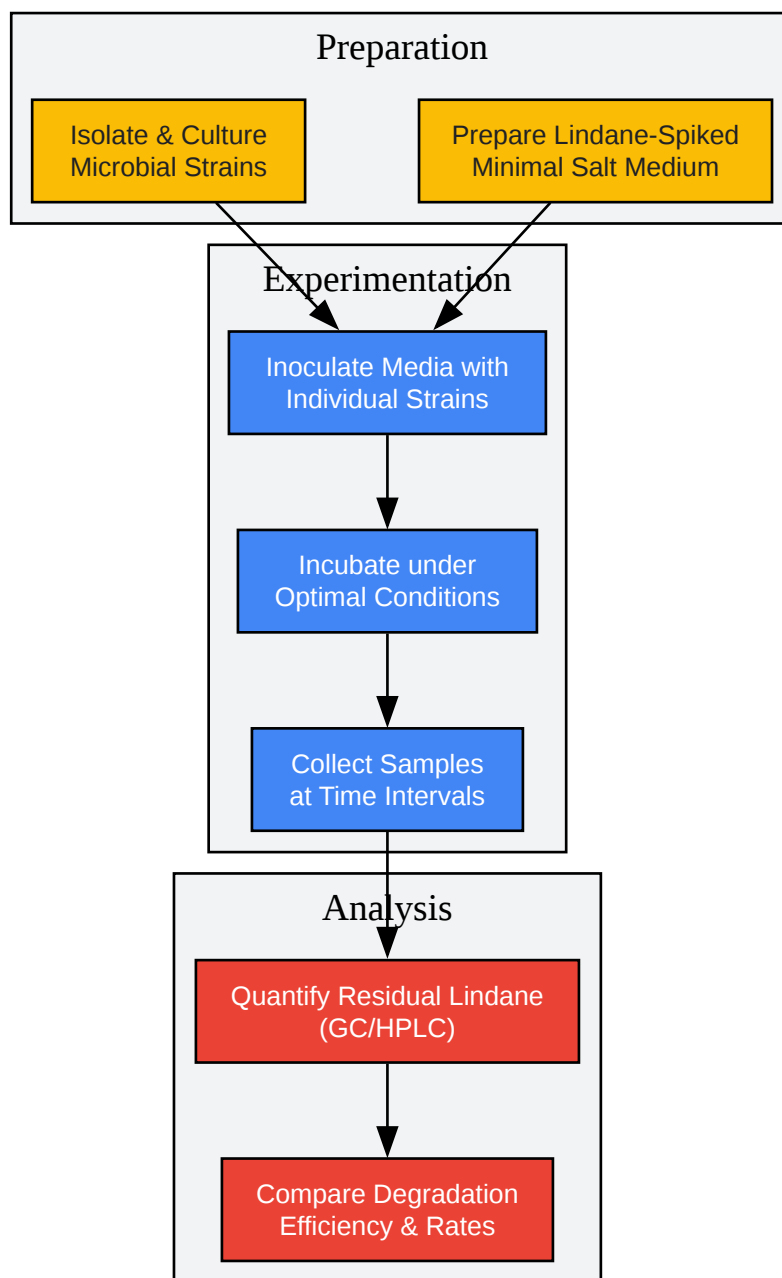 Preparation
Isolate & Culture
Microbial Strains
Prepare Lindane-Spiked
Minimal Salt Medium
Experimentation
Inoculate Media with
Individual Strains
Incubate under
Optimal Conditions
Collect Samples
at Time Intervals
Analysis
Quantify Residual Lindane
(GC/HPLC)
Compare Degradation
Efficiency & Rates